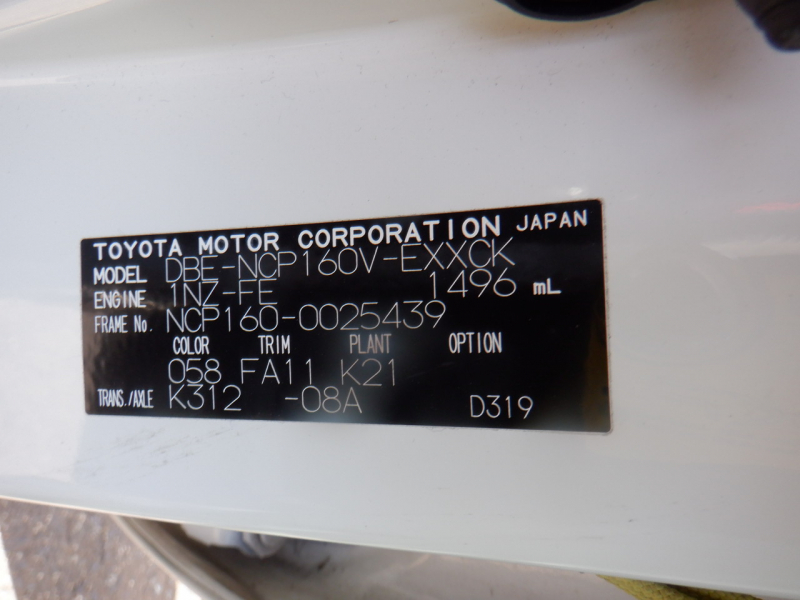 TOYOTA MOTOR CORPORATION JAPAN
MODEL DBE-NCP160V-EXXCK
ENGINE 1NZ-FE 1496 mL
FRAME No. NCP160-0025439
COLOR TRIM PLANT OPTION
058 FA11 K21
TRANS./AXLE K312 -08A D319